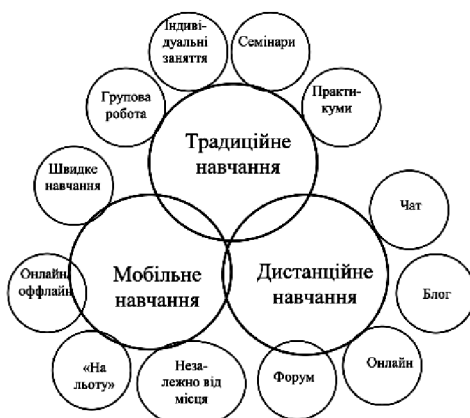 Індиві-
дуальні
заняття
Семінари
Групова
робота
Практи-
куми
Традиційне
навчання
Швидке
навчання
Чат
Онлайн/
оффлайн
Мобільне
навчання
Дистанційне
навчання
Блог
«На
льоту»
Неза-
лежно від
місця
Форум
Онлайн